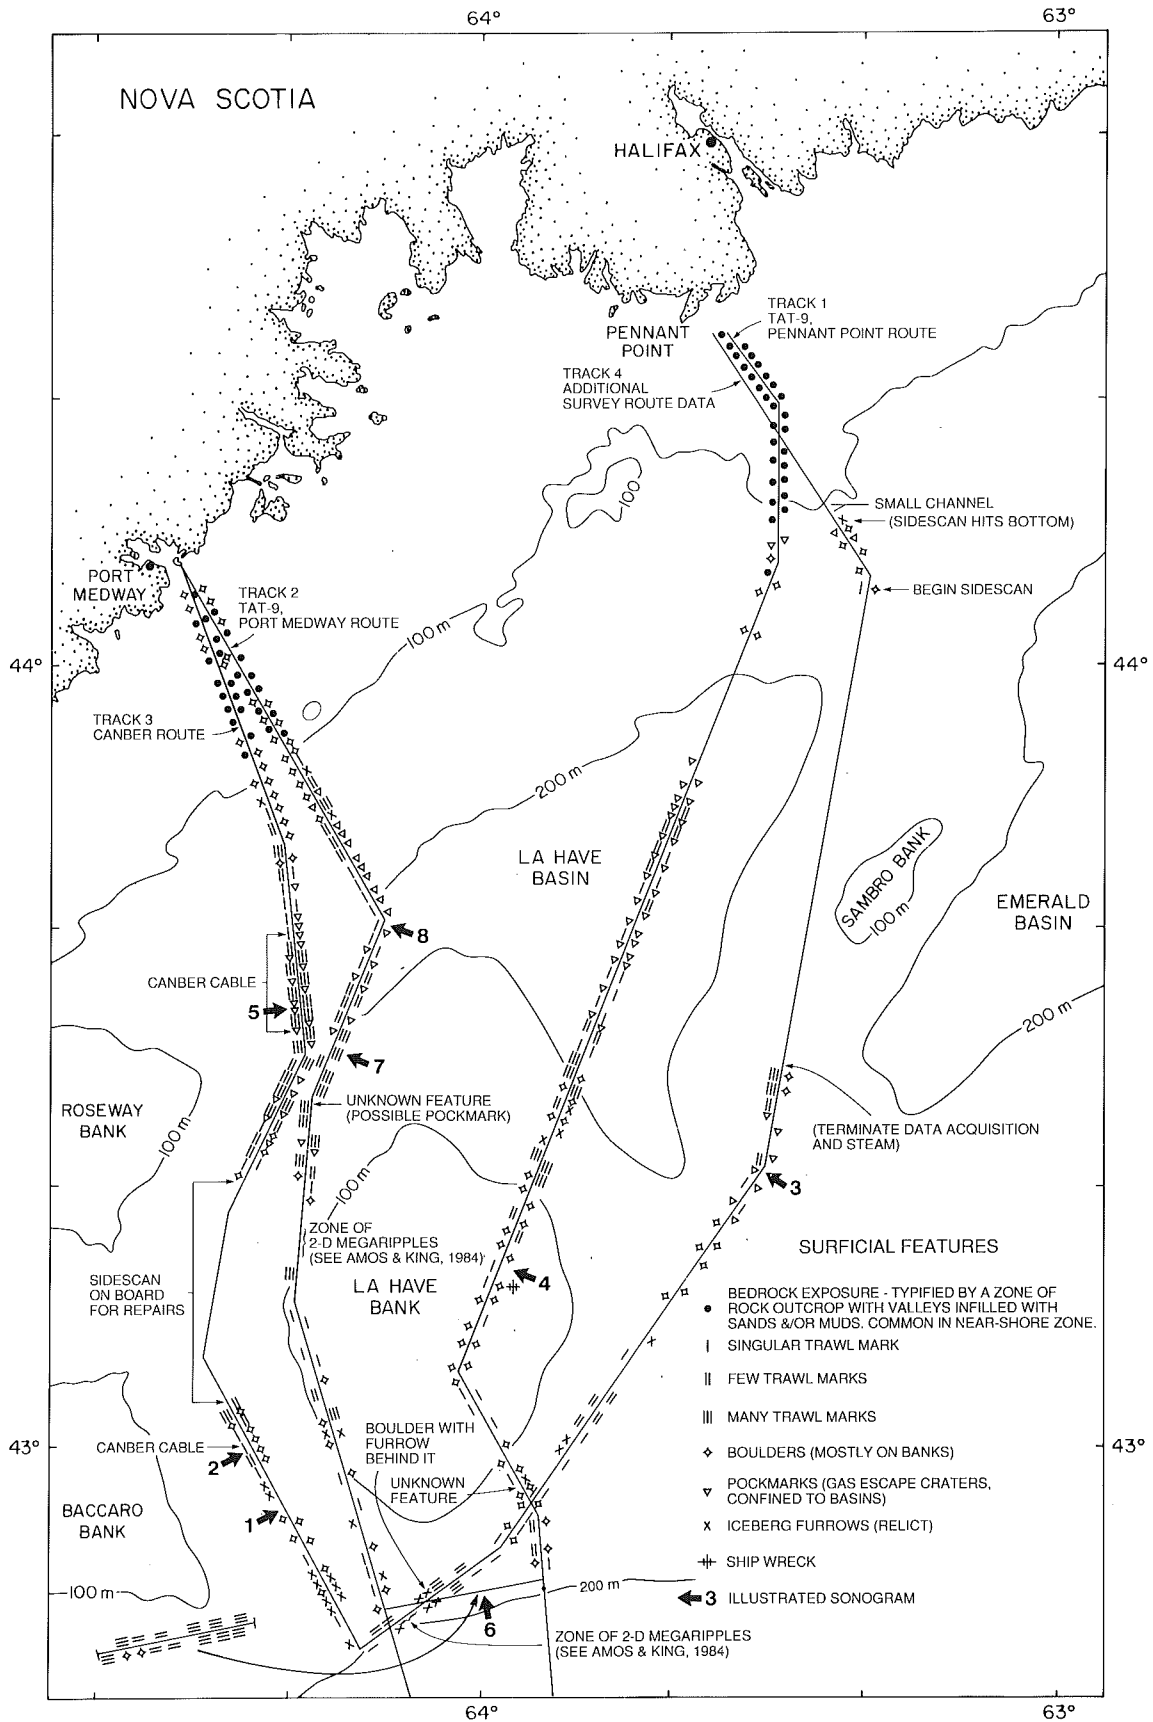 64°
63°
NOVA SCOTIA
HALIFAX
TRACK 1
TAT-9,
PENNANT POINT ROUTE
PENNANT
POINT
TRACK 4
ADDITIONAL
SURVEY ROUTE DATA
100
SMALL CHANNEL
(SIDESCAN HITS BOTTOM)
PORT
MEDWAY
BEGIN SIDESCAN
TRACK 2
TAT-9,
PORT MEDWAY ROUTE
100 m
44°
44°
TRACK 3
CANBER ROUTE
200 m
LA HAVE
BASIN
SAMBRO BANK
100 m
EMERALD
BASIN
8
CANBER CABLE
5
200 m
7
UNKNOWN FEATURE
(POSSIBLE POCKMARK)
ROSEWAY
BANK
100 m
(TERMINATE DATA ACQUISITION
AND STEAM)
100 m
3
ZONE OF
2-D MEGARIPPLES
(SEE AMOS & KING, 1984)
SURFICIAL FEATURES
SIDESCAN
ON BOARD
FOR REPAIRS
LA HAVE
BANK
4
BEDROCK EXPOSURE - TYPIFIED BY A ZONE OF
ROCK OUTCROP WITH VALLEYS INFILLED WITH
SANDS &/OR MUDS. COMMON IN NEAR-SHORE ZONE.
SINGULAR TRAWL MARK
FEW TRAWL MARKS
MANY TRAWL MARKS
BOULDER WITH
FURROW
BEHIND IT
43°
43°
CANBER CABLE
2
BOULDERS (MOSTLY ON BANKS)
UNKNOWN
FEATURE
POCKMARKS (GAS ESCAPE CRATERS,
CONFINED TO BASINS)
BACCARO
BANK
1
ICEBERG FURROWS (RELICT)
SHIP WRECK
100 m
200 m
3 ILLUSTRATED SONOGRAM
6
ZONE OF 2-D MEGARIPPLES
(SEE AMOS & KING, 1984)
64°
63°